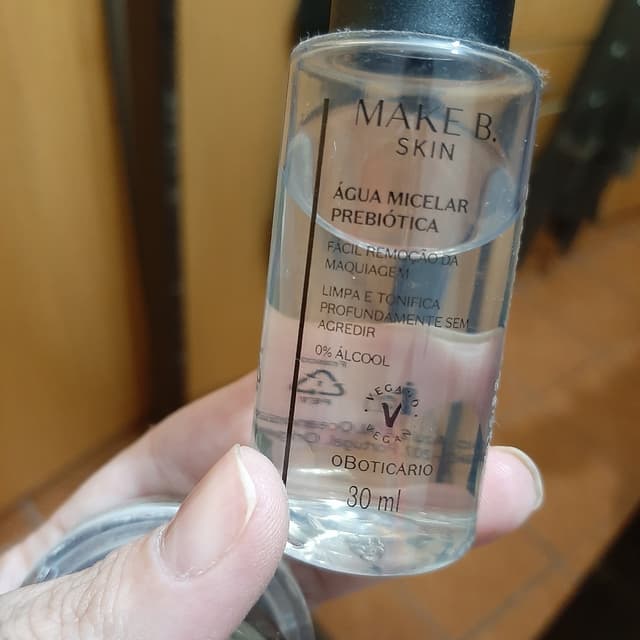 MAKE B.
SKIN
ÁGUA MICELAR
PREBIÓTICA
FÁCIL REMOÇÃO DA
MAQUIAGEM
LIMPA E TONIFICA
PROFUNDAMENTE SEM
AGREDIR
0% ÁLCOOL
VEGANO
V
VEGAN
OBOTICÁRIO
30 ml